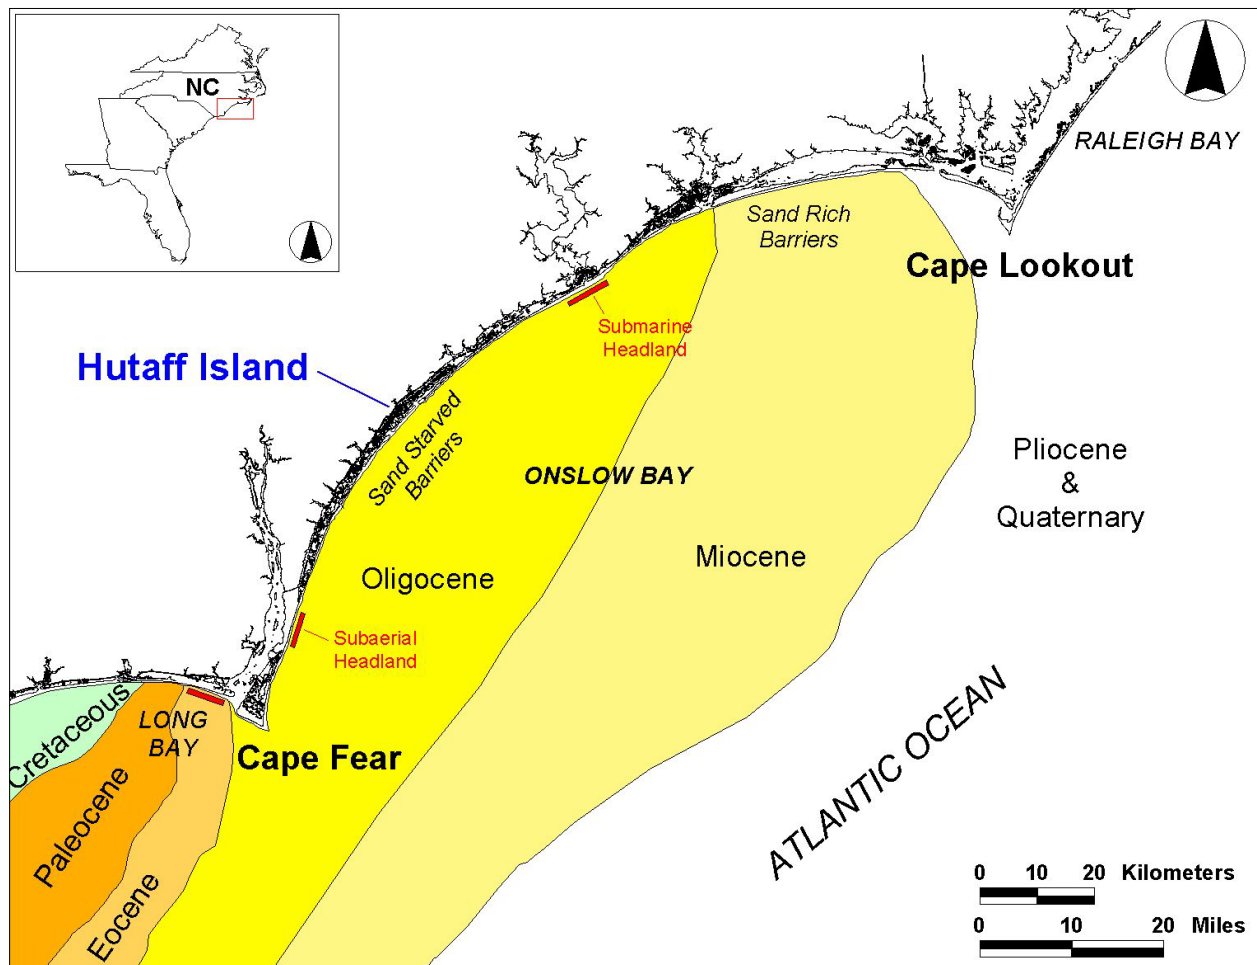 NC
RALEIGH BAY
Sand Rich
Barriers
Cape Lookout
Submarine
Headland
Hutaff Island
Sand Starved
Barriers
ONSLOW BAY
Pliocene
&
Quaternary
Miocene
Oligocene
Subaerial
Headland
Cretaceous
LONG
BAY
Cape Fear
Paleocene
Eocene
ATLANTIC OCEAN
0 10 20 Kilometers
0 10 20 Miles